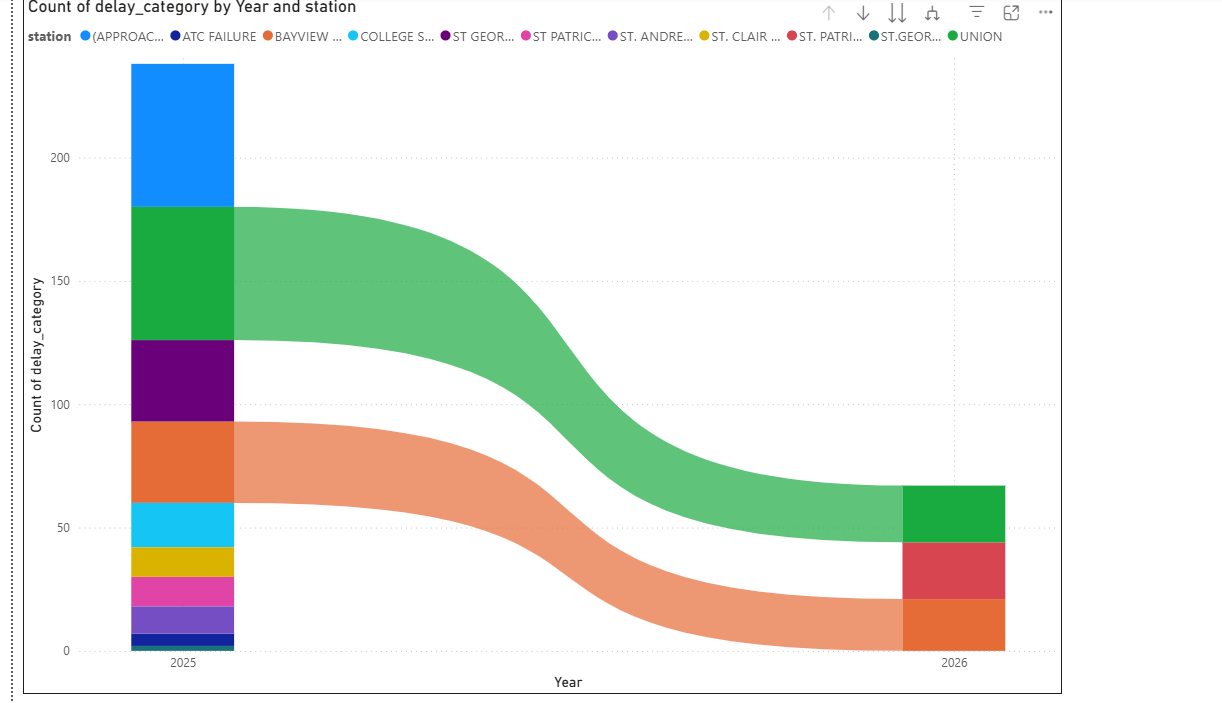 Count of delay_category by Year and station
station (APPROAC... ATC FAILURE BAYVIEW ... COLLEGE S... ST GEOR... ST PATRIC... ST. ANDRE... ST. CLAIR ... ST. PATRI... ST.GEOR... UNION
200
150
100
50
0
Count of delay_category
2025 2026
Year